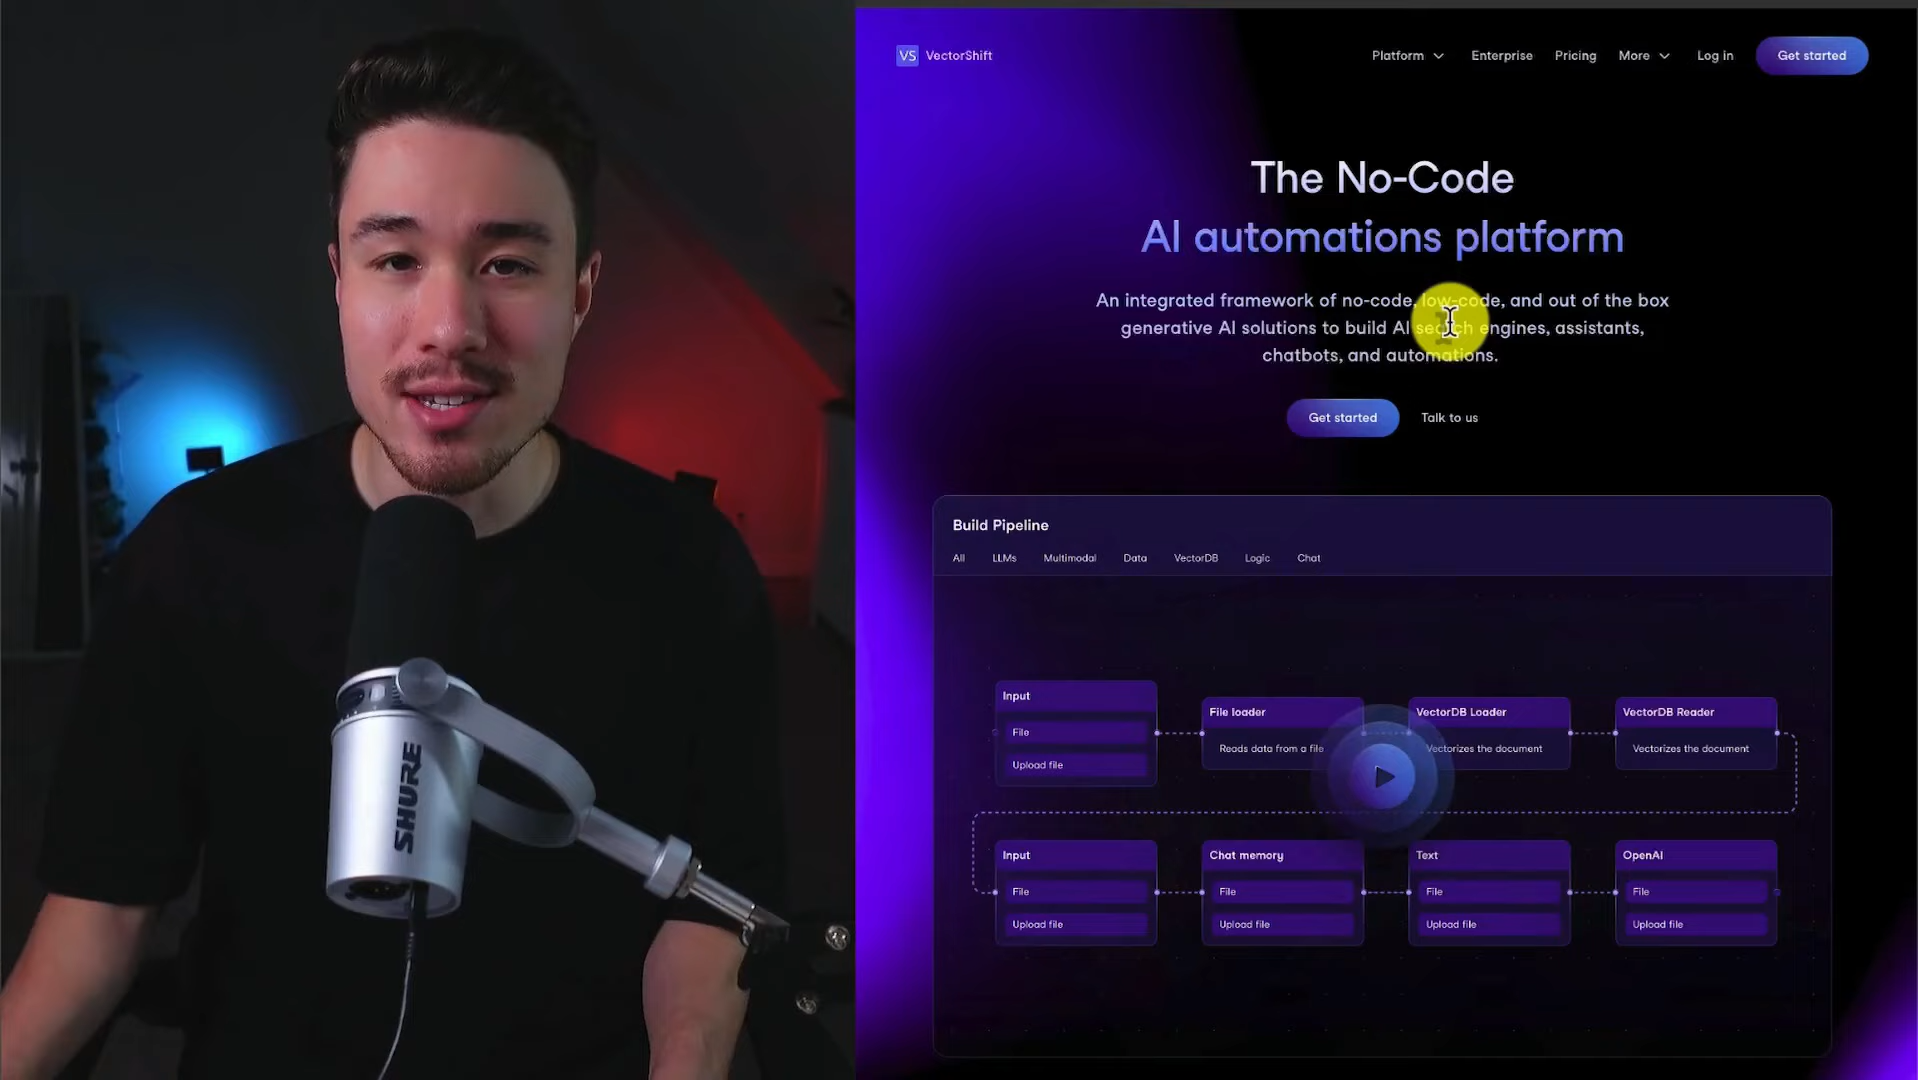 VS VectorShift
Platform Enterprise Pricing More Log in Get started
The No-Code
AI automations platform
An integrated framework of no-code, low-code, and out of the box
generative AI solutions to build AI search engines, assistants,
chatbots, and automations.
Get started Talk to us
Build Pipeline
All LLMs Multimodal Data VectorDB Logic Chat
Input
File
Upload file
File loader
Reads data from a file
VectorDB Loader
Vectorizes the document
VectorDB Reader
Vectorizes the document
Input
File
Upload file
Chat memory
File
Upload file
Text
File
Upload file
OpenAI
File
Upload file
SHURE